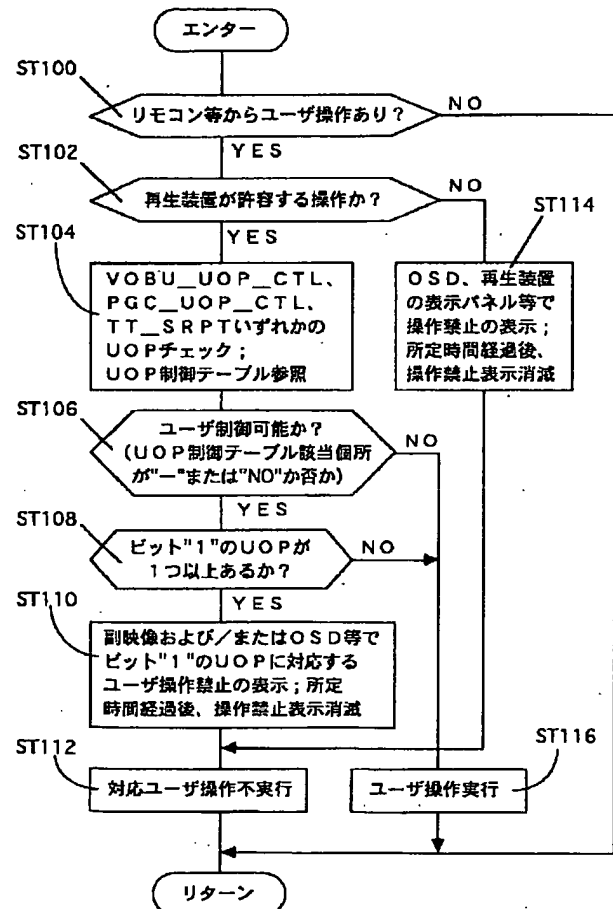 エンター
ST100
リモコン等からユーザ操作あり？
NO
YES
ST102
再生装置が許容する操作か？
NO
YES
ST104
VOBU＿UOP＿CTL、
PGC＿UOP＿CTL、
TT＿SRPTいずれかの
UOPチェック；
UOP制御テーブル参照
ST114
OSD、再生装置
の表示パネル等で
操作禁止の表示；
所定時間経過後、
操作禁止表示消滅
ST106
ユーザ制御可能か？
(UOP制御テーブル該当個所
が"ー"または"NO"か否か)
NO
YES
ST108
ビット"1"のUOPが
1つ以上あるか？
NO
YES
ST110
副映像および／またはOSD等で
ビット"1"のUOPに対応する
ユーザ操作禁止の表示；所定
時間経過後、操作禁止表示消滅
ST112
対応ユーザ操作不実行
ST116
ユーザ操作実行
リターン